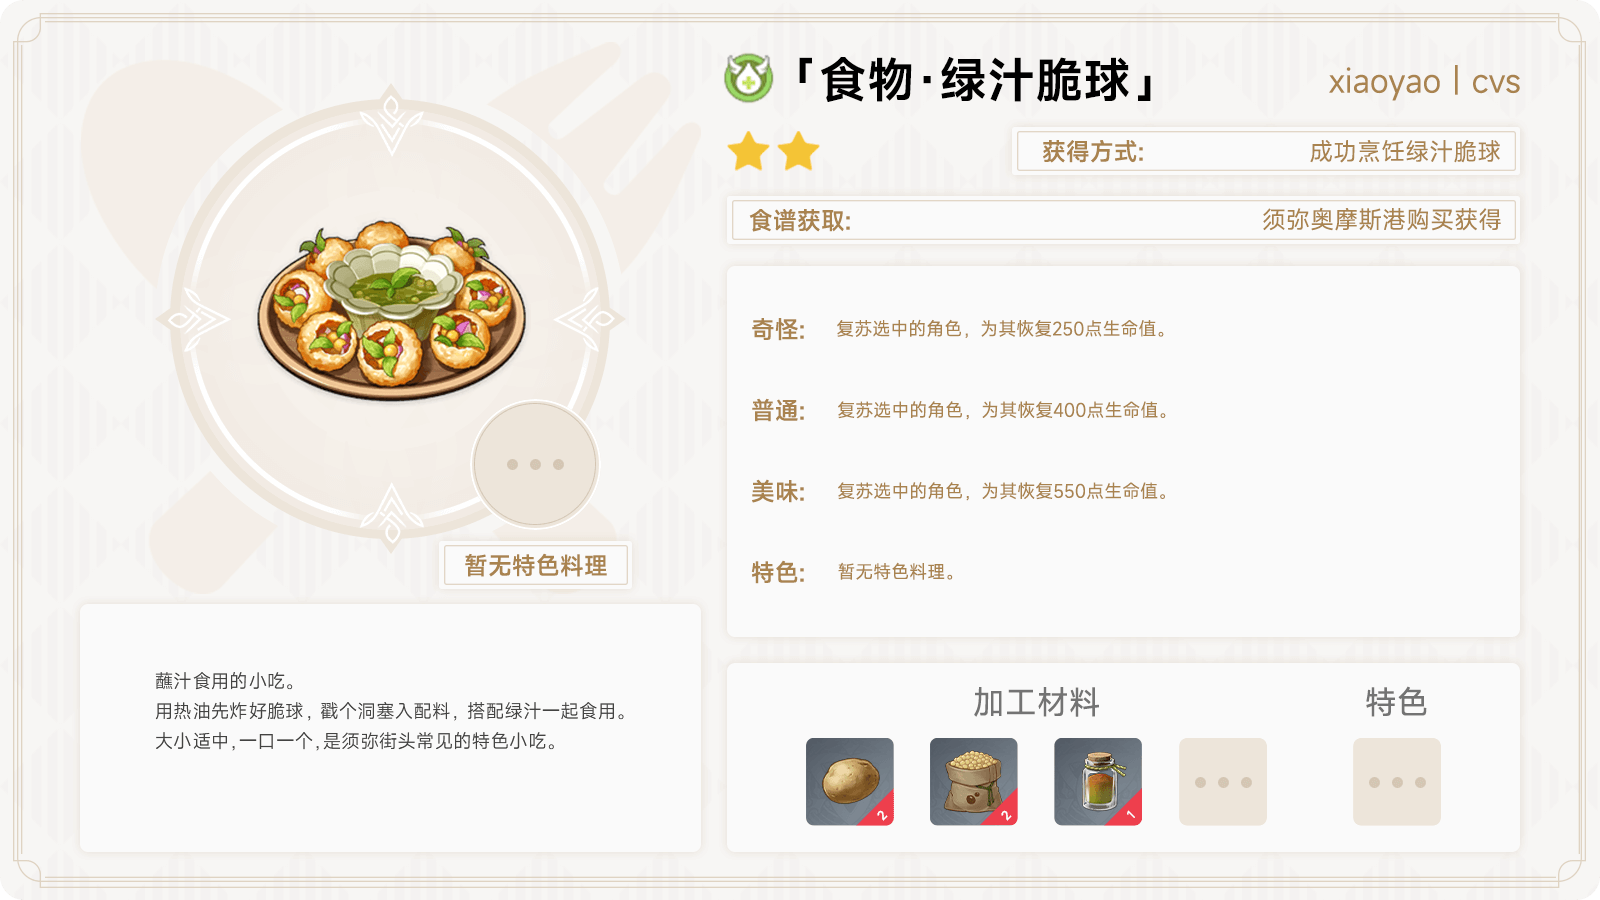 「食物·绿汁脆球」
xiaoyao | cvs
获得方式: 成功烹饪绿汁脆球
食谱获取: 须弥奥摩斯港购买获得
奇怪: 复苏选中的角色，为其恢复250点生命值。
普通: 复苏选中的角色，为其恢复400点生命值。
美味: 复苏选中的角色，为其恢复550点生命值。
特色: 暂无特色料理。
暂无特色料理
蘸汁食用的小吃。
用热油先炸好脆球，戳个洞塞入配料，搭配绿汁一起食用。
大小适中,一口一个,是须弥街头常见的特色小吃。
加工材料 特色
2 2 1